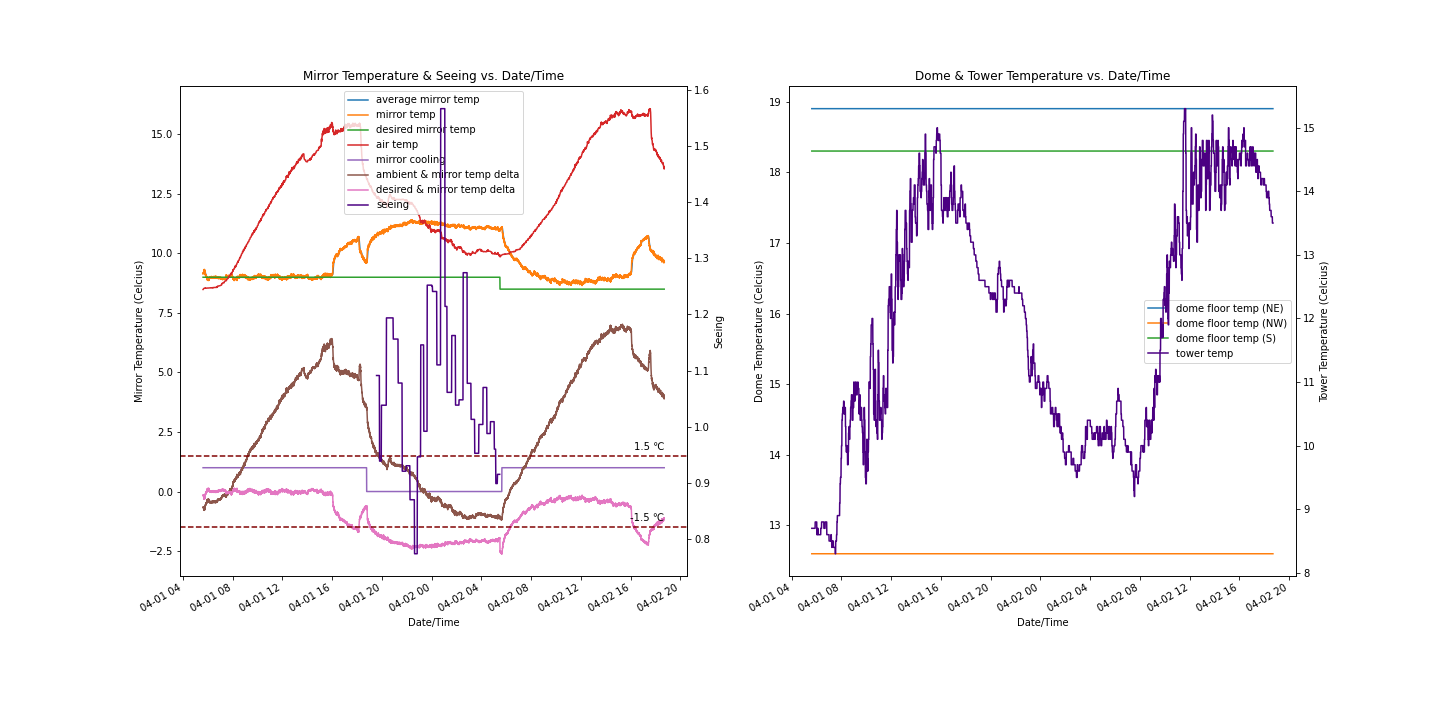 Mirror Temperature & Seeing vs. Date/Time
Mirror Temperature (Celcius)
15.0
12.5
10.0
7.5
5.0
2.5
0.0
−2.5
average mirror temp
mirror temp
desired mirror temp
air temp
mirror cooling
ambient & mirror temp delta
desired & mirror temp delta
seeing
1.5 °C
-1.5 °C
1.6
1.5
1.4
1.3
1.2
1.1
1.0
0.9
0.8
Seeing
04-01 04
04-01 08
04-01 12
04-01 16
04-01 20
04-02 00
04-02 04
04-02 08
04-02 12
04-02 16
04-02 20
Date/Time
Dome & Tower Temperature vs. Date/Time
Dome Temperature (Celcius)
19
18
17
16
15
14
13
dome floor temp (NE)
dome floor temp (NW)
dome floor temp (S)
tower temp
15
14
13
12
11
10
9
8
Tower Temperature (Celcius)
04-01 04
04-01 08
04-01 12
04-01 16
04-01 20
04-02 00
04-02 04
04-02 08
04-02 12
04-02 16
04-02 20
Date/Time